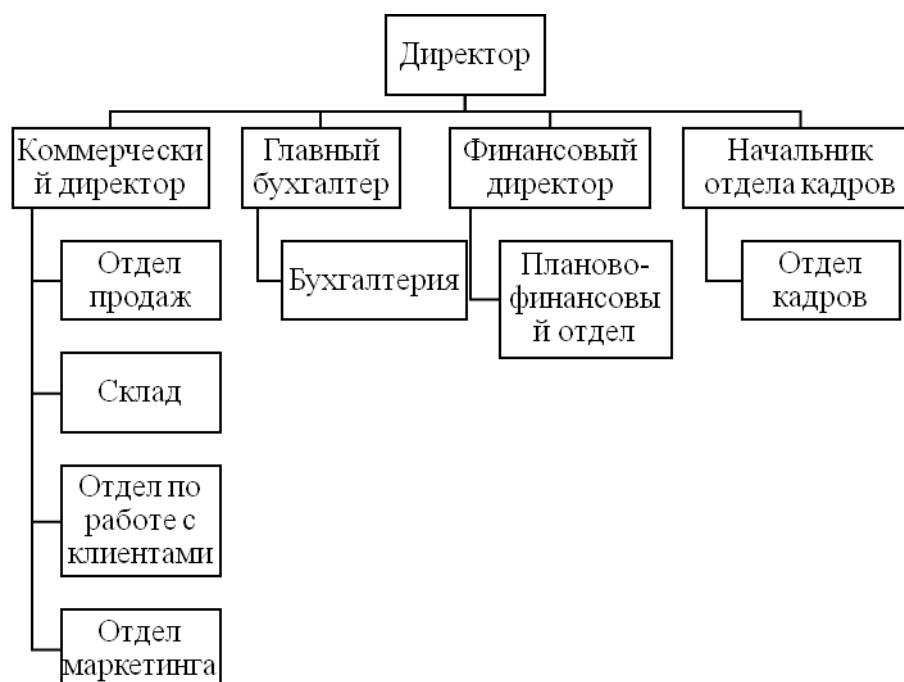 Директор
Коммерчески
й директор
Главный
бухгалтер
Финансовый
директор
Начальник
отдела кадров
Отдел
продаж
Бухгалтерия
Планово-
финансовы
й отдел
Отдел
кадров
Склад
Отдел по
работе с
клиентами
Отдел
маркетинга